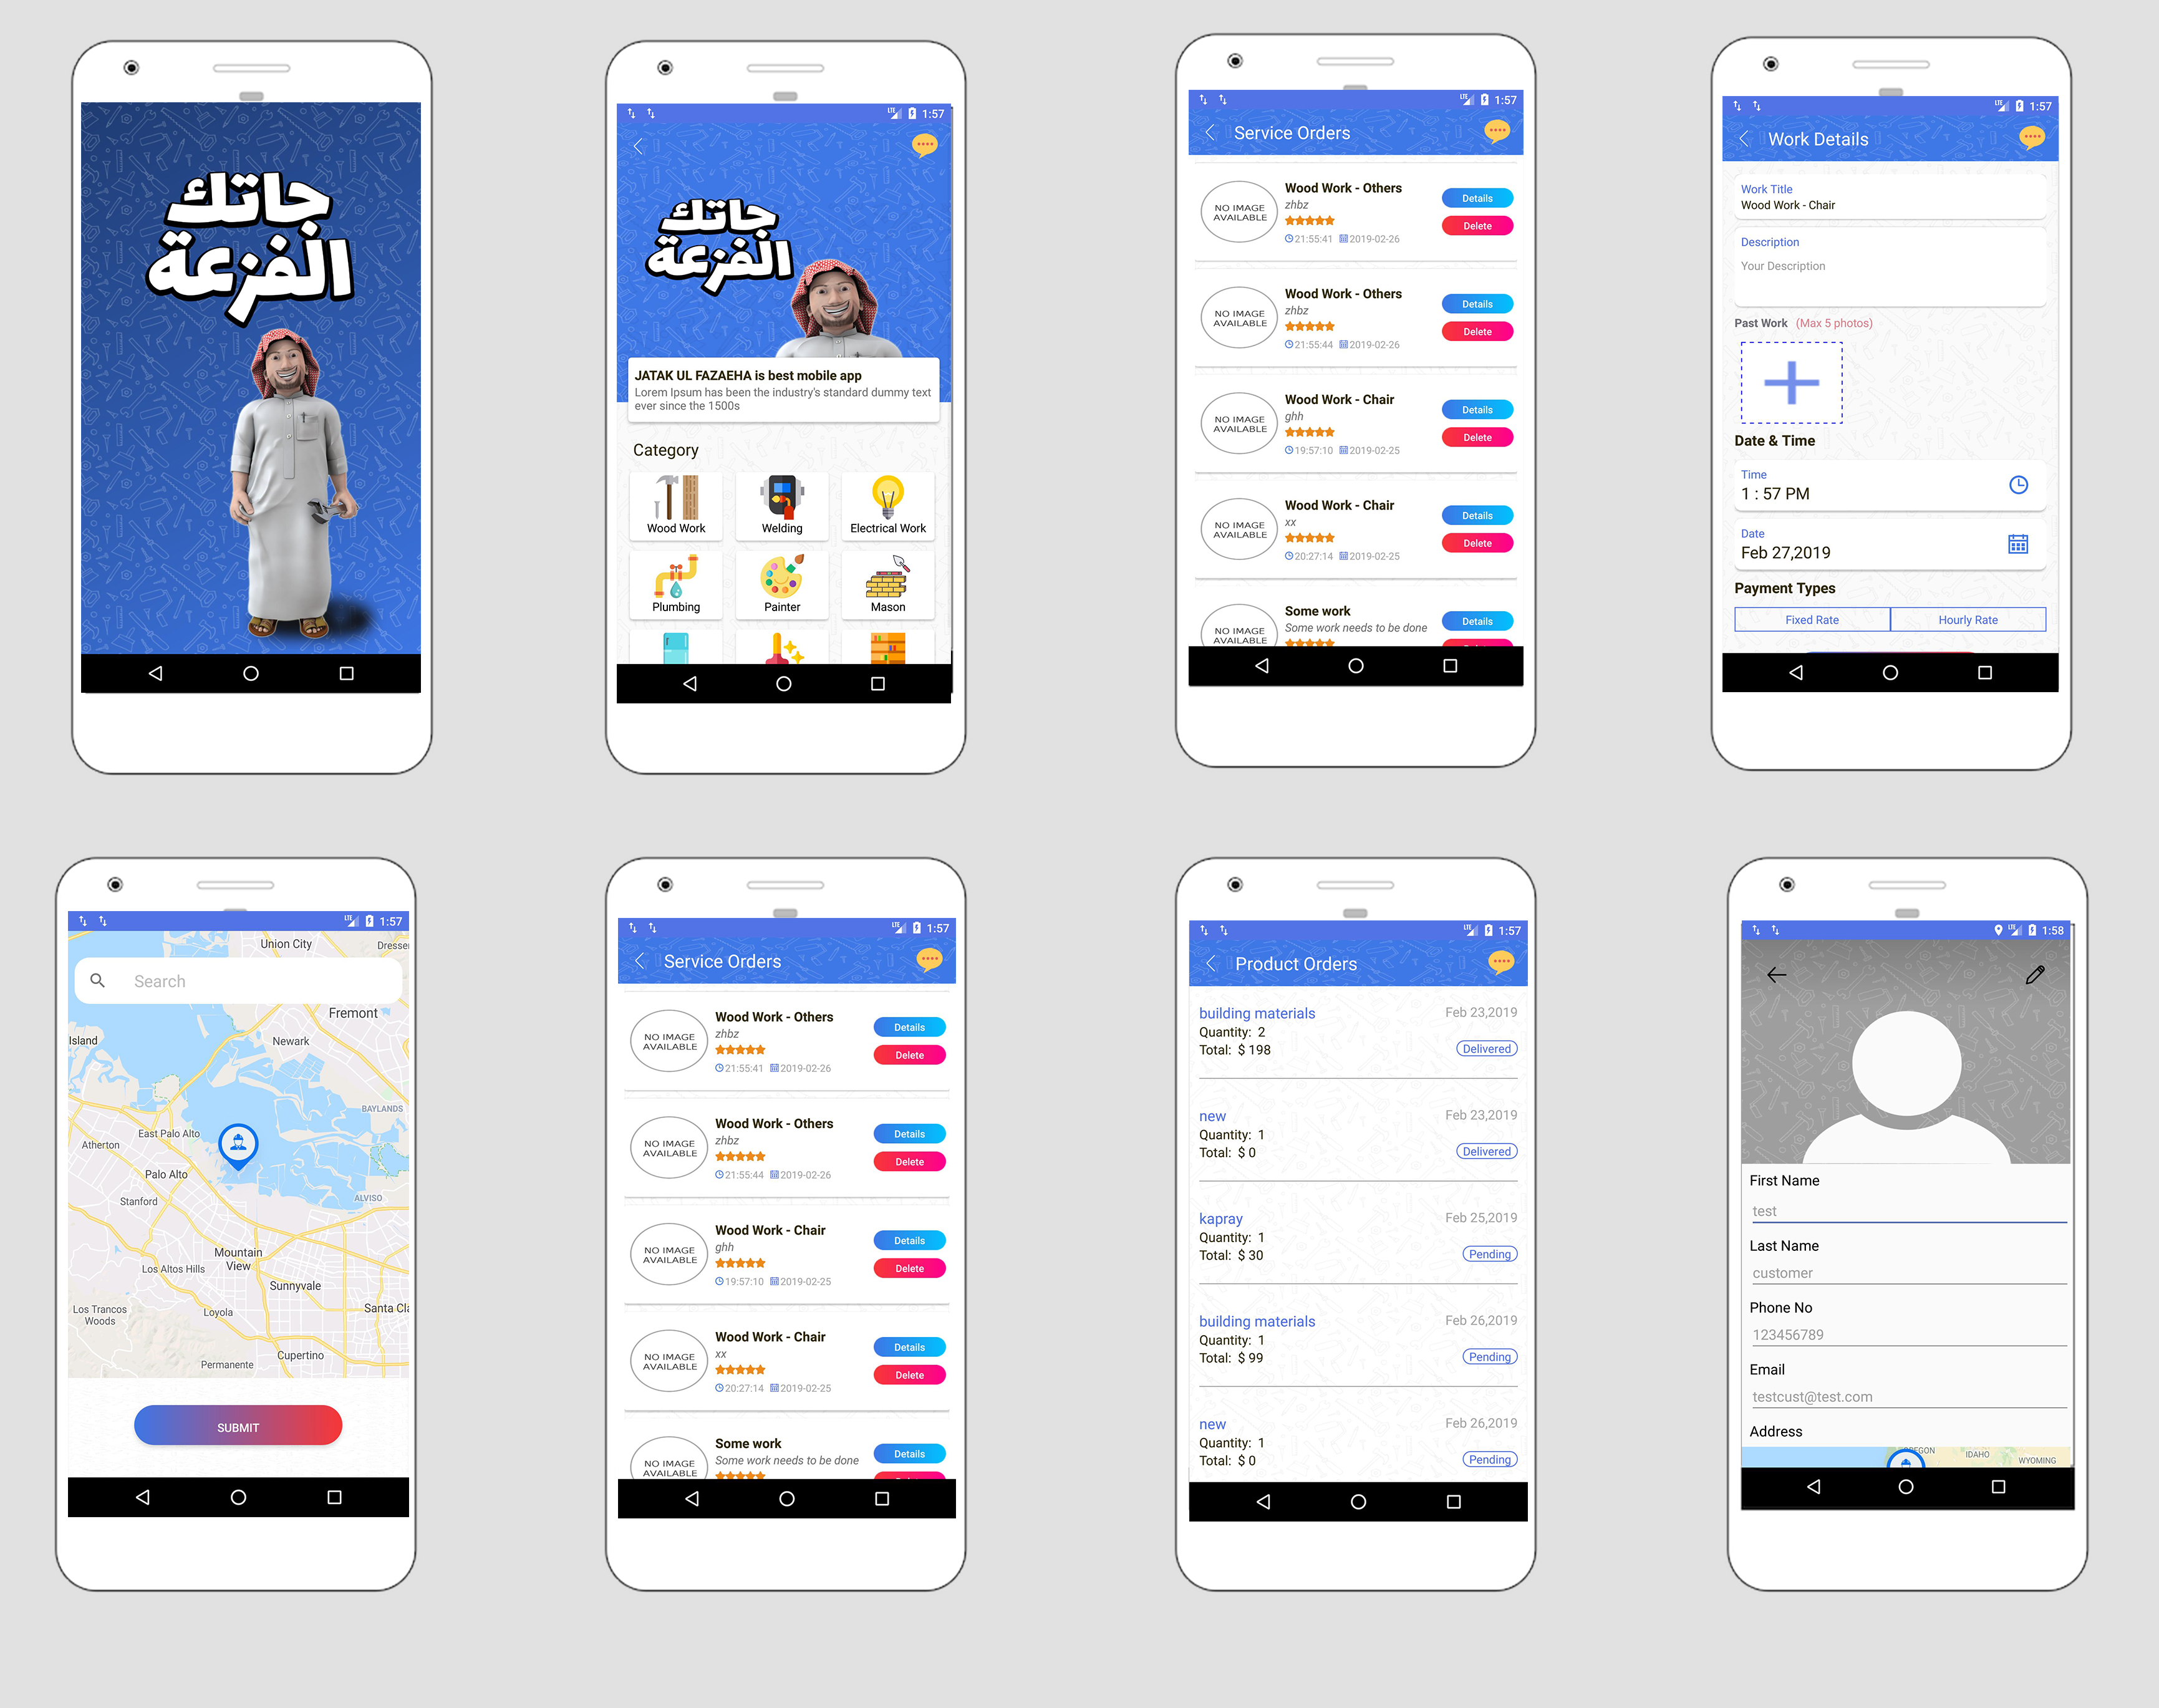 جاتك
الفزعة
LTE 1:57
جاتك
الفزعة
JATAK UL FAZAEHA is best mobile app
Lorem Ipsum has been the industry's standard dummy text
ever since the 1500s
Category
Wood Work
Welding
Electrical Work
Plumbing
Painter
Mason
LTE 1:57
Service Orders
NO IMAGE
AVAILABLE
Wood Work - Others
zhbz
21:55:41 2019-02-26
Details
Delete
NO IMAGE
AVAILABLE
Wood Work - Others
zhbz
21:55:44 2019-02-26
Details
Delete
NO IMAGE
AVAILABLE
Wood Work - Chair
ghh
19:57:10 2019-02-25
Details
Delete
NO IMAGE
AVAILABLE
Wood Work - Chair
xx
20:27:14 2019-02-25
Details
Delete
NO IMAGE
AVAILABLE
Some work
Some work needs to be done
Details
LTE 1:57
Work Details
Work Title
Wood Work - Chair
Description
Your Description
Past Work (Max 5 photos)
Date & Time
Time
1 : 57 PM
Date
Feb 27,2019
Payment Types
Fixed Rate
Hourly Rate
LTE 1:57
Union City
Search
Fremont
Island
Newark
BAYLANDS
East Palo Alto
Atherton
Palo Alto
Stanford
ALVISO
Mountain
View
Los Altos Hills
Sunnyvale
Los Trancos
Woods
Loyola
Cupertino
Permanente
LTE 1:57
Service Orders
NO IMAGE
AVAILABLE
Wood Work - Others
zhbz
21:55:41 2019-02-26
Details
Delete
NO IMAGE
AVAILABLE
Wood Work - Others
zhbz
21:55:44 2019-02-26
Details
Delete
NO IMAGE
AVAILABLE
Wood Work - Chair
ghh
19:57:10 2019-02-25
Details
Delete
NO IMAGE
AVAILABLE
Wood Work - Chair
xx
20:27:14 2019-02-25
Details
Delete
NO IMAGE
AVAILABLE
Some work
Some work needs to be done
Details
SUBMIT
LTE 1:57
Product Orders
building materials
Feb 23,2019
Quantity: 2
Total: $ 198
Delivered
new
Feb 23,2019
Quantity: 1
Total: $ 0
Delivered
kapray
Feb 25,2019
Quantity: 1
Total: $ 30
Pending
building materials
Feb 26,2019
Quantity: 1
Total: $ 99
Pending
new
Feb 26,2019
Quantity: 1
Total: $ 0
Pending
LTE 1:58
First Name
test
Last Name
customer
Phone No
123456789
Email
testcust@test.com
Address
IDAHO
WYOMING